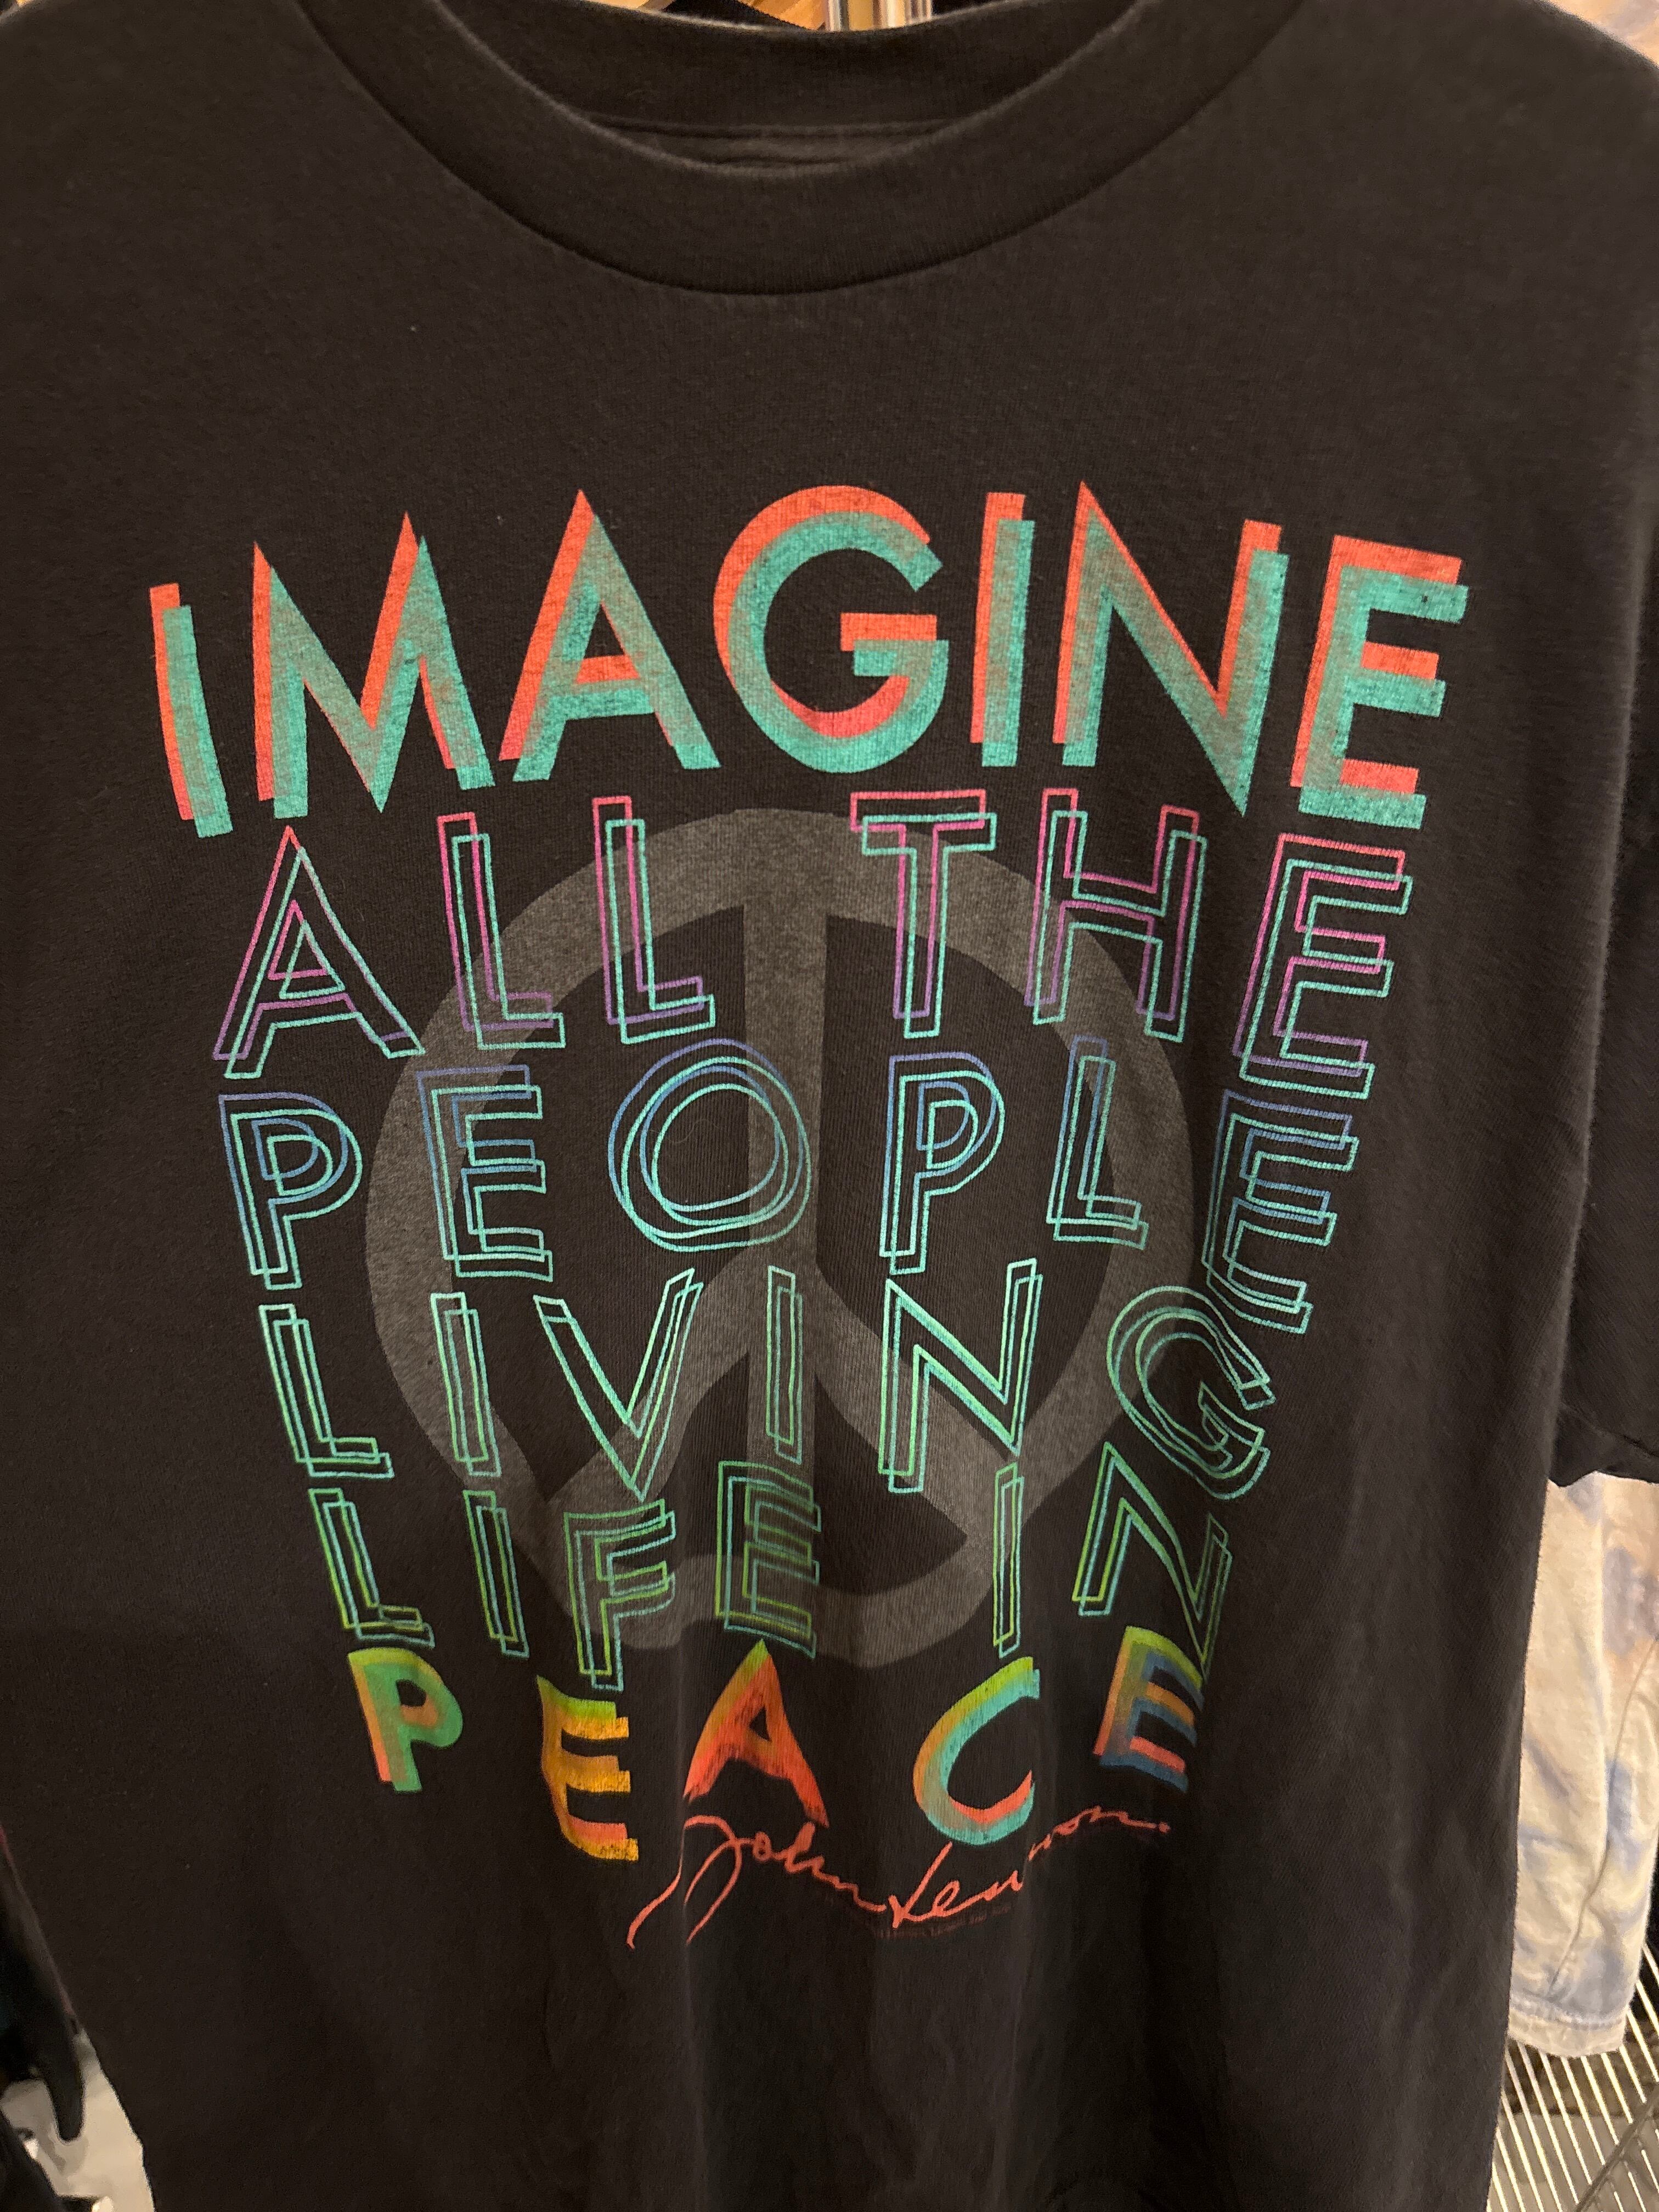 IMAGINE
ALL THE
PEOPLE
LIVING
LIFE IN
PEACE
John Lennon